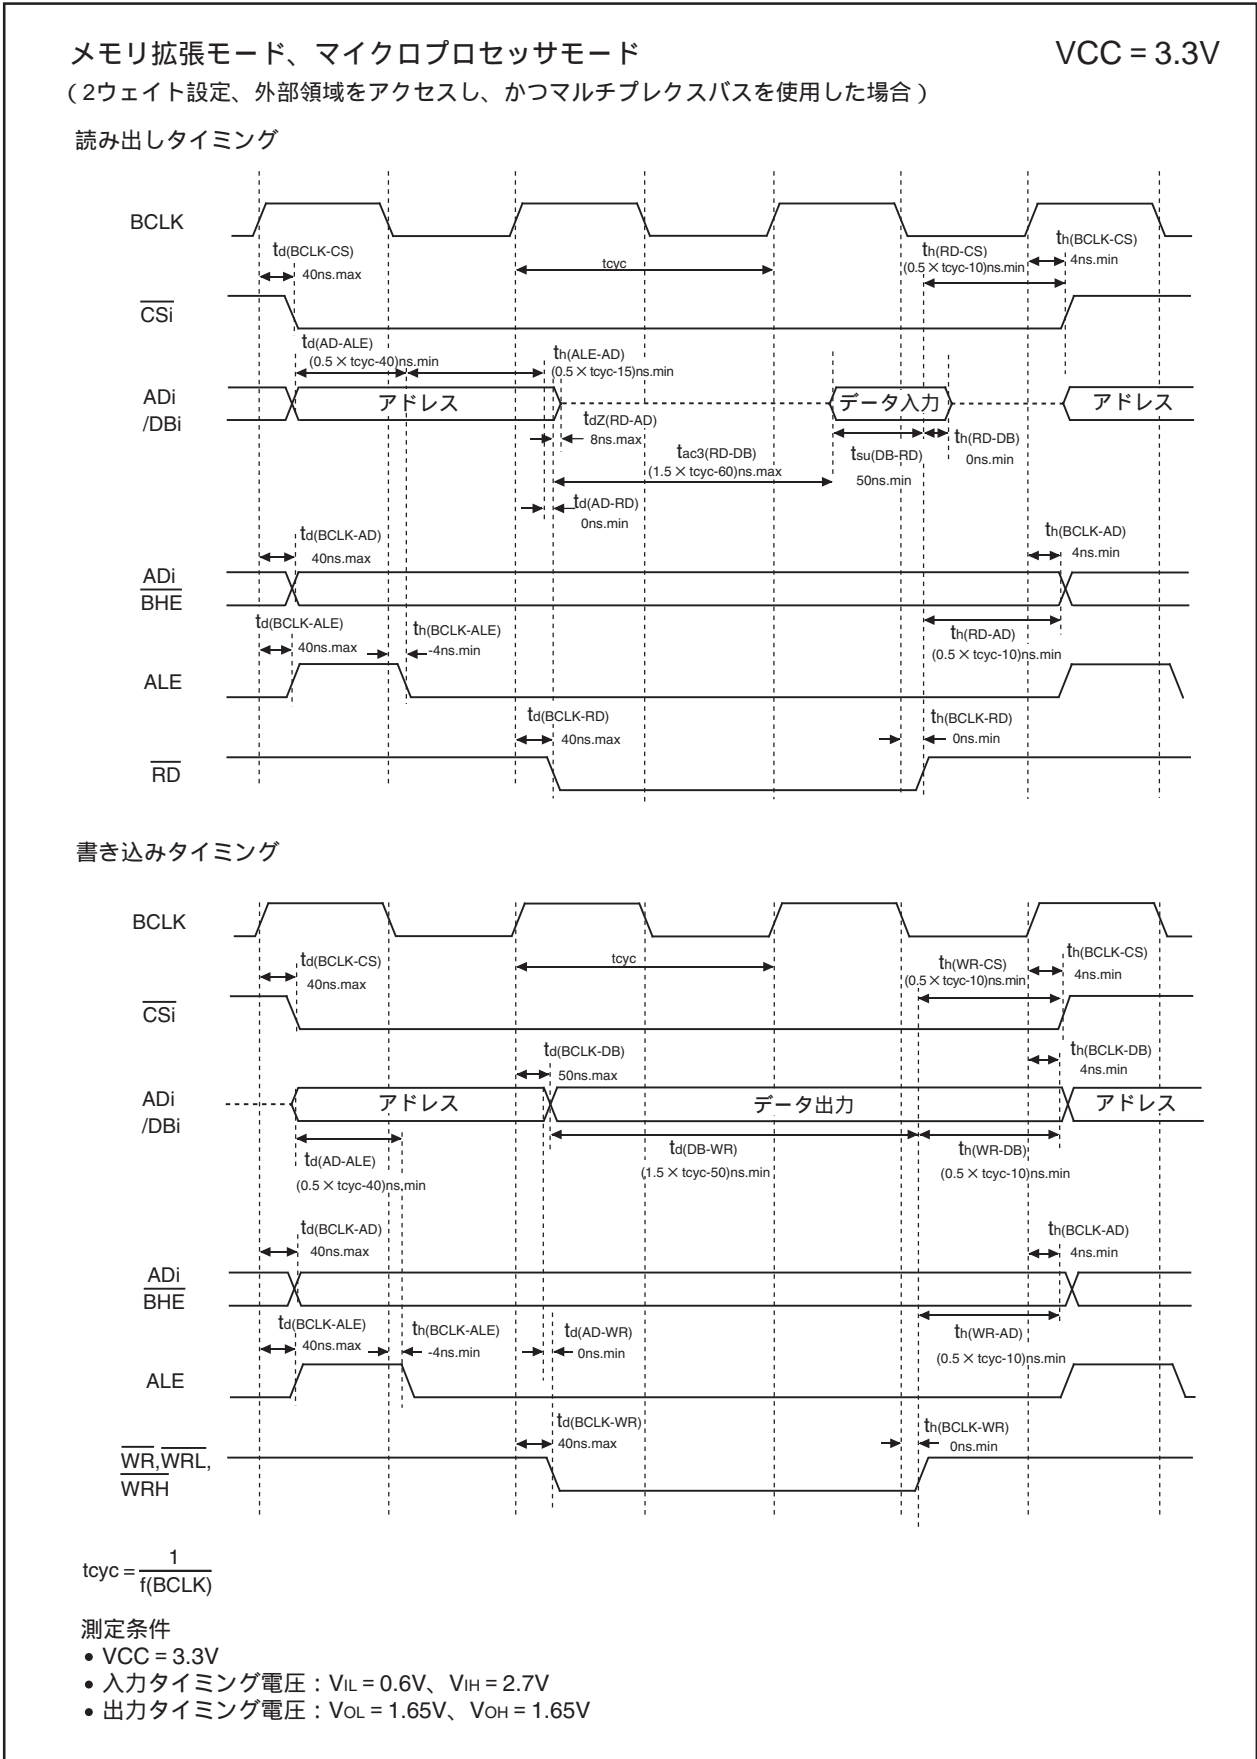 メモリ拡張モード、マイクロプロセッサモード
VCC = 3.3V
(2ウェイト設定、外部領域をアクセスし、かつマルチプレクスバスを使用した場合)
読み出しタイミング
BCLK
td(BCLK-CS)
40ns.max
tcyc
th(RD-CS)
(0.5×tcyc-10)ns.min
th(BCLK-CS)
4ns.min
CSi
td(AD-ALE)
(0.5×tcyc-40)ns.min
th(ALE-AD)
(0.5×tcyc-15)ns.min
ADi
/DBi
アドレス
データ入力
アドレス
tdZ(RD-AD)
8ns.max
tac3(RD-DB)
(1.5×tcyc-60)ns.max
tsu(DB-RD)
50ns.min
th(RD-DB)
0ns.min
td(AD-RD)
0ns.min
td(BCLK-AD)
40ns.max
th(BCLK-AD)
4ns.min
ADi
BHE
td(BCLK-ALE)
40ns.max
th(BCLK-ALE)
-4ns.min
th(RD-AD)
(0.5×tcyc-10)ns.min
ALE
td(BCLK-RD)
40ns.max
th(BCLK-RD)
0ns.min
RD
書き込みタイミング
BCLK
td(BCLK-CS)
40ns.max
tcyc
th(WR-CS)
(0.5×tcyc-10)ns.min
th(BCLK-CS)
4ns.min
CSi
td(BCLK-DB)
50ns.max
th(BCLK-DB)
4ns.min
ADi
/DBi
アドレス
データ出力
アドレス
td(AD-ALE)
(0.5×tcyc-40)ns.min
td(DB-WR)
(1.5×tcyc-50)ns.min
th(WR-DB)
(0.5×tcyc-10)ns.min
td(BCLK-AD)
40ns.max
th(BCLK-AD)
4ns.min
ADi
BHE
td(BCLK-ALE)
40ns.max
th(BCLK-ALE)
-4ns.min
td(AD-WR)
0ns.min
th(WR-AD)
(0.5×tcyc-10)ns.min
ALE
td(BCLK-WR)
40ns.max
th(BCLK-WR)
0ns.min
WR,WRL,
WRH
tcyc = 1
f(BCLK)
測定条件
• VCC = 3.3V
• 入力タイミング電圧:VIL = 0.6V、VIH = 2.7V
• 出力タイミング電圧:VOL = 1.65V、VOH = 1.65V